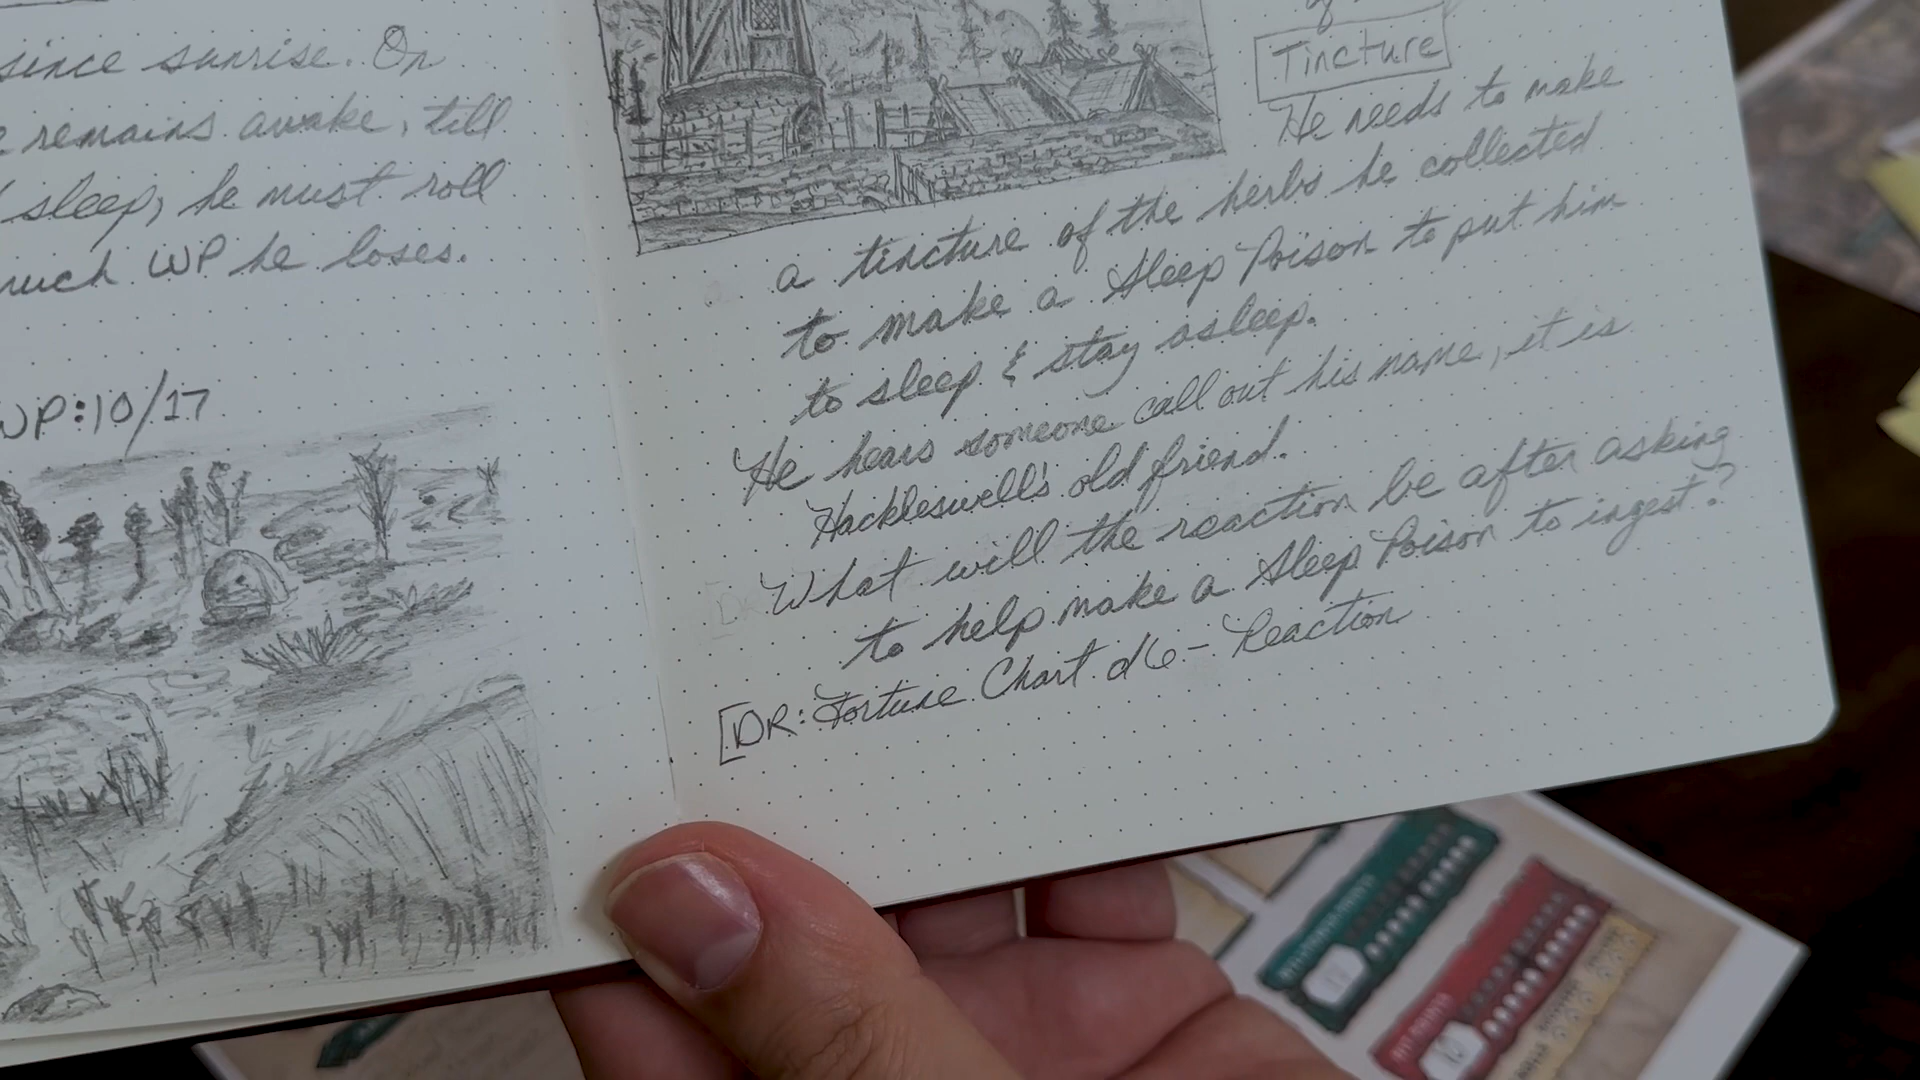 since sunrise. On
remains awake, till
sleep, he must roll
much WP he loses.
WP:10/17
of
Tincture
He needs to make
a tincture of the herbs he collected
to make a Sleep Poison to put him
to sleep & stay asleep.
He hears someone call out his name, it is
Hackleswell's old friend.
What will the reaction be after asking
to help make a Sleep Poison to ingest?
[DR: Fortune Chart d6 - Reaction